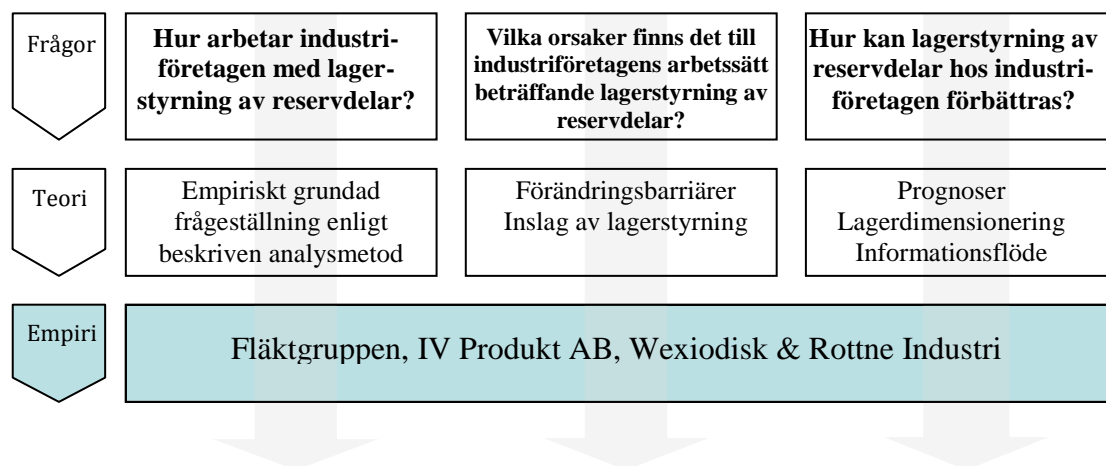 Frågor
Hur arbetar industri-
företagen med lager-
styrning av reservdelar?
Vilka orsaker finns det till
industriföretagens arbetssätt
beträffande lagerstyrning av
reservdelar?
Hur kan lagerstyrning av
reservdelar hos industri-
företagen förbättras?
Teori
Empiriskt grundad
frågeställning enligt
beskriven analysmetod
Förändringsbarriärer
Inslag av lagerstyrning
Prognoser
Lagerdimensionering
Informationsflöde
Empiri
Fläktgruppen, IV Produkt AB, Wexiodisk & Rottne Industri